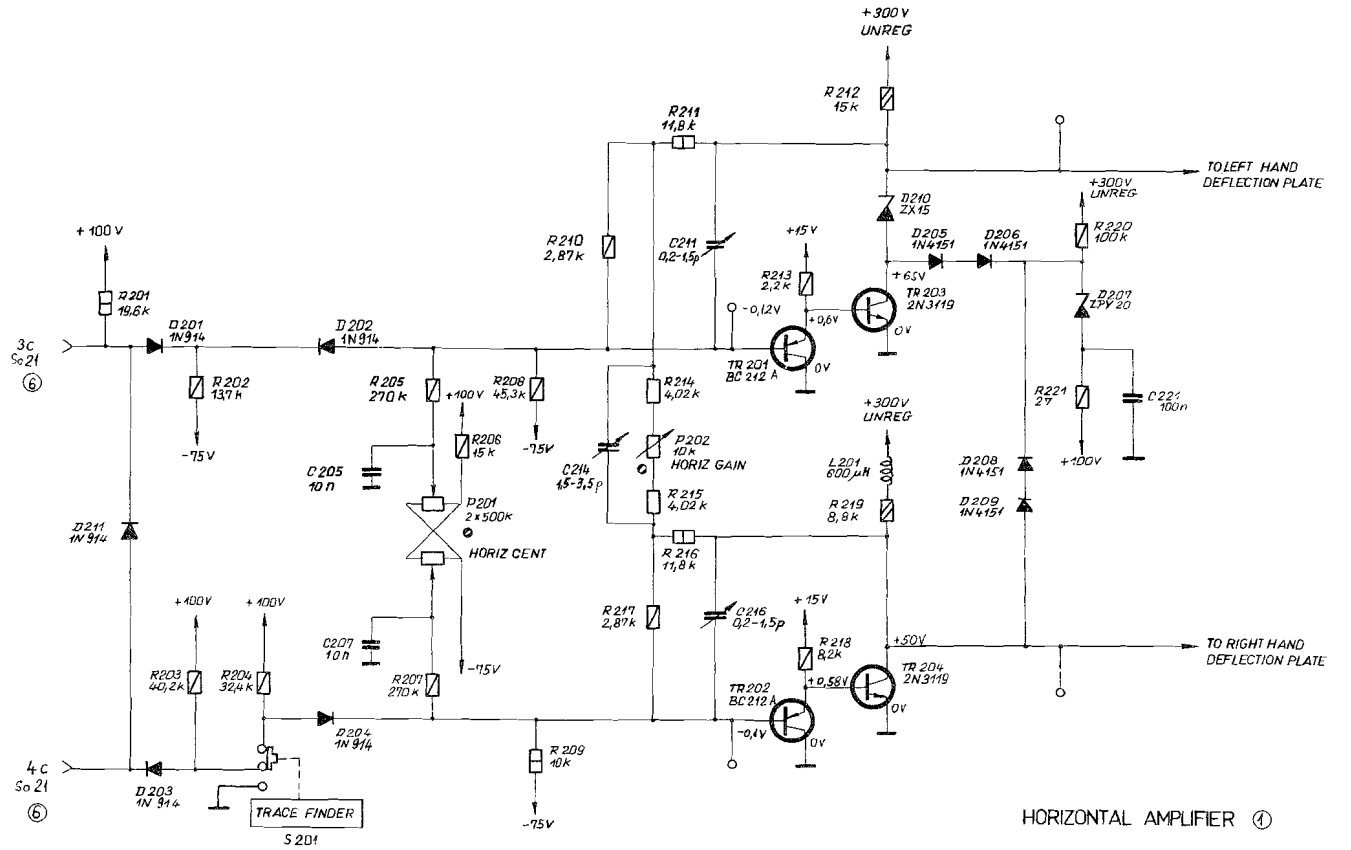 +300V
UNREG
R212
15k
R211
11,8k
TO LEFT HAND
DEFLECTION PLATE
+300V
UNREG
D210
ZX15
R220
100k
+100V
R210
2,87k
C211
0,2-1,5p
+15V
D205
1N4151
D206
1N4151
R213
2,2k
+65V
TR203
2N3119
D207
ZPY20
R201
19,6k
-0,12V
+0,6V
0V
3c
So21
⑥
D201
1N914
D202
1N914
TR201
BC212A
0V
R202
13,7k
-75V
R205
270k
+100V
R208
45,3k
R214
4,02k
+300V
UNREG
R221
27
C221
100n
R206
15k
-75V
P202
10k
HORIZ GAIN
C205
10n
C214
1,5-3,5p
L201
600µH
D208
1N4151
+100V
P201
2x500k
R215
4,02k
R219
8,8k
D209
1N4151
D211
1N914
HORIZ CENT
R216
11,8k
+100V
+100V
R217
2,87k
C216
0,2-1,5p
+15V
C207
10n
R218
8,2k
+50V
TO RIGHT HAND
DEFLECTION PLATE
R203
40,2k
R204
32,4k
R207
270k
-75V
TR202
BC212A
+0,58V
TR204
2N3119
0V
D204
1N914
-0,1V
0V
R209
10k
4c
So21
⑥
D203
1N914
TRACE FINDER
S201
-75V
HORIZONTAL AMPLIFIER ①